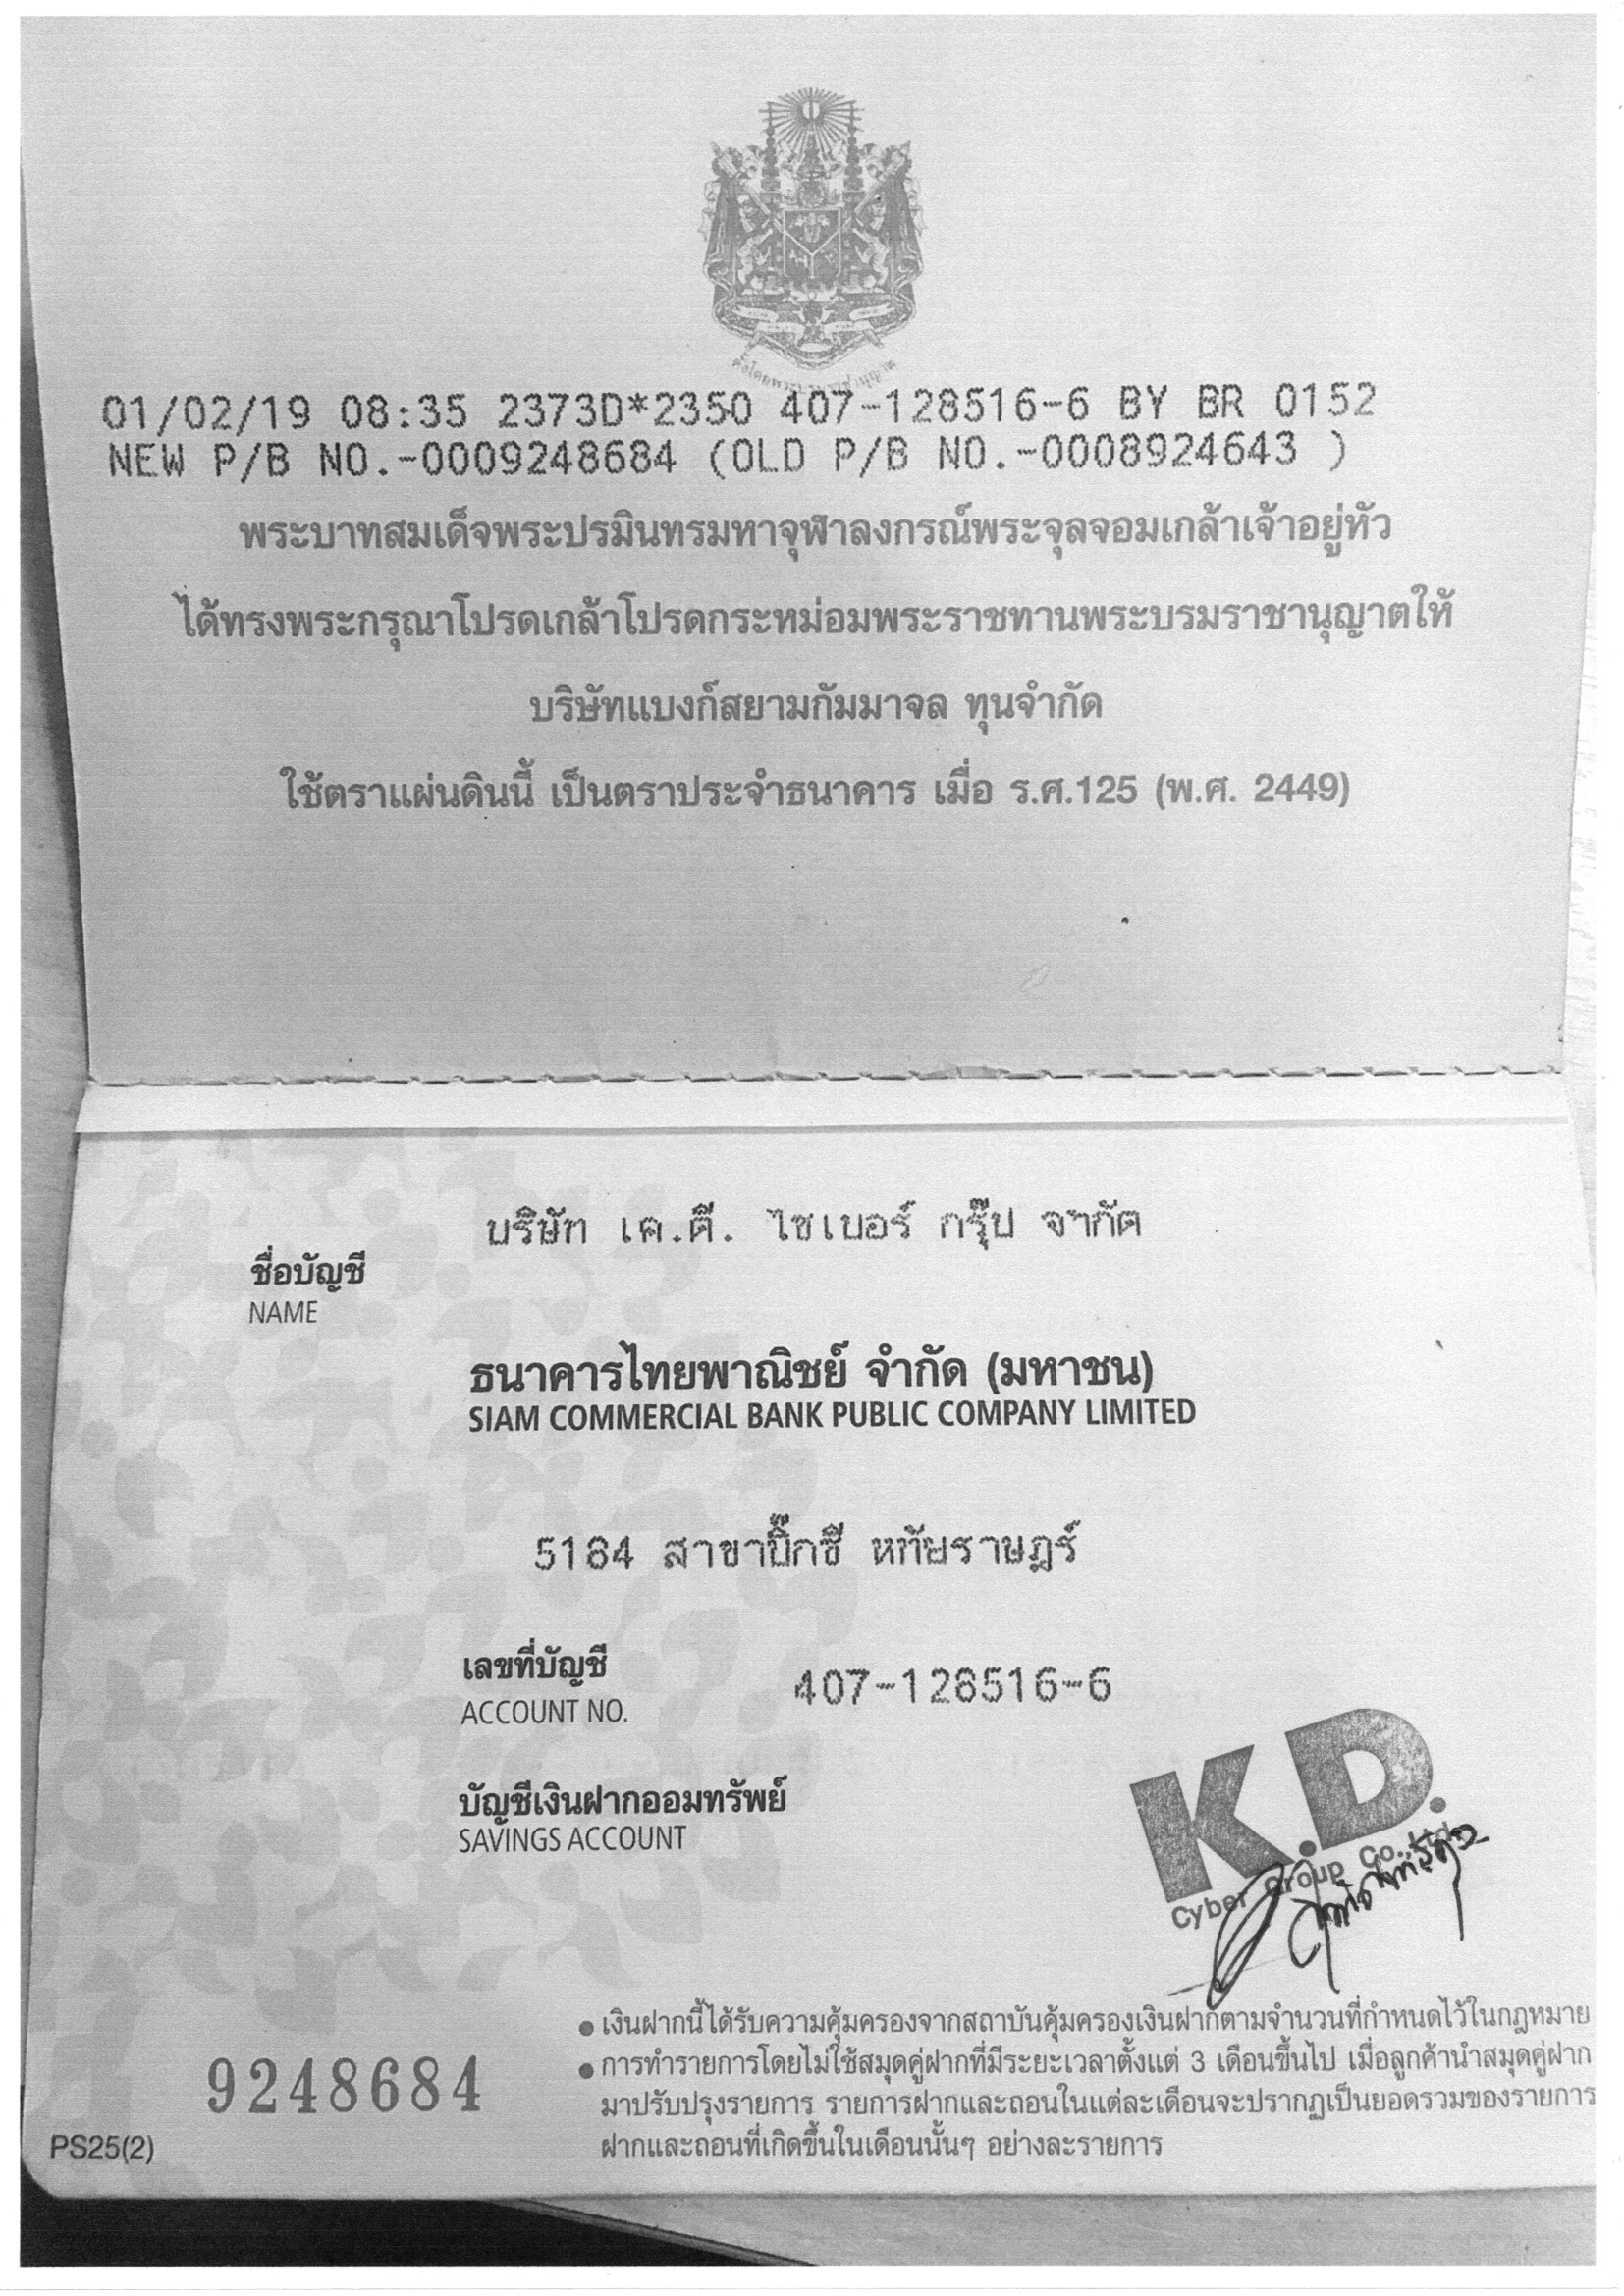 01/02/19 08:35 2373D*2350 407-128516-6 BY BR 0152
NEW P/B NO.-0009248684 (OLD P/B NO.-0008924643 )
พระบาทสมเด็จพระปรมินทรมหาจุฬาลงกรณ์พระจุลจอมเกล้าเจ้าอยู่หัว
ได้ทรงพระกรุณาโปรดเกล้าโปรดกระหม่อมพระราชทานพระบรมราชานุญาตให้
บริษัทแบงก์สยามกัมมาจล ทุนจำกัด
ใช้ตราแผ่นดินนี้ เป็นตราประจำธนาคาร เมื่อ ร.ศ.125 (พ.ศ. 2449)
บริษัท เค.ดี. ไซเบอร์ กรุ๊ป จำกัด
ชื่อบัญชี
NAME
ธนาคารไทยพาณิชย์ จำกัด (มหาชน)
SIAM COMMERCIAL BANK PUBLIC COMPANY LIMITED
5184 สาขาบิ๊กซี หทัยราษฎร์
เลขที่บัญชี 407-128516-6
ACCOUNT NO.
บัญชีเงินฝากออมทรัพย์
SAVINGS ACCOUNT
K.D.
Cyber Group Co.,Ltd.
• เงินฝากนี้ได้รับความคุ้มครองจากสถาบันคุ้มครองเงินฝากตามจำนวนที่กำหนดไว้ในกฎหมาย
• การทำรายการโดยไม่ใช้สมุดคู่ฝากที่มีระยะเวลาตั้งแต่ 3 เดือนขึ้นไป เมื่อลูกค้านำสมุดคู่ฝาก
มาปรับปรุงรายการ รายการฝากและถอนในแต่ละเดือนจะปรากฏเป็นยอดรวมของรายการ
ฝากและถอนที่เกิดขึ้นในเดือนนั้นๆ อย่างละรายการ
9248684
PS25(2)